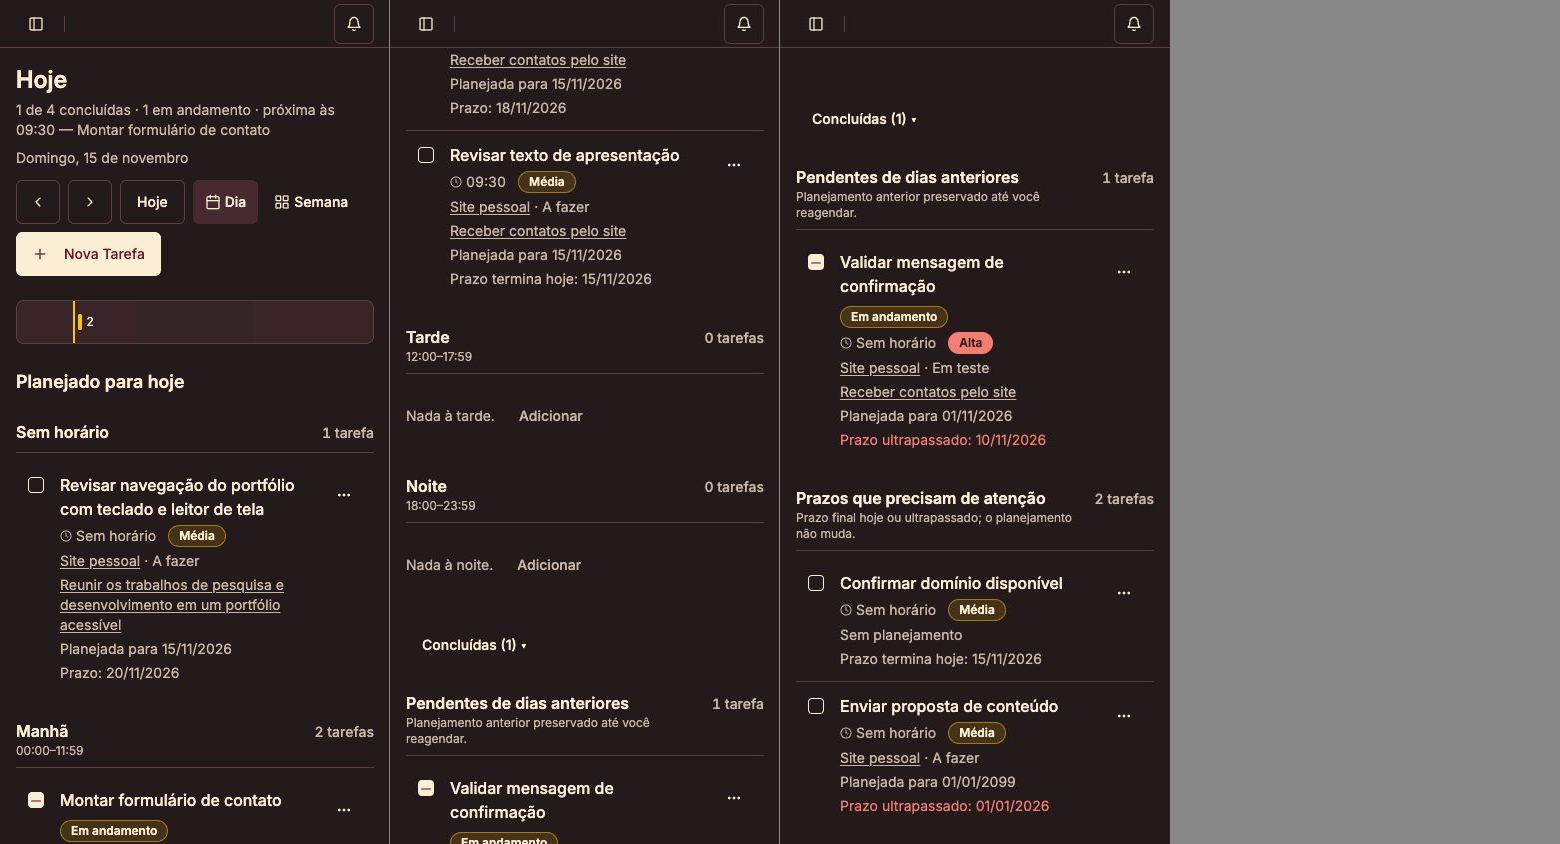 Hoje
1 de 4 concluídas · 1 em andamento · próxima às
09:30 — Montar formulário de contato
Domingo, 15 de novembro
Hoje
Dia
Semana
Nova Tarefa
2
Planejado para hoje
Sem horário
1 tarefa
Revisar navegação do portfólio
com teclado e leitor de tela
Sem horário
Média
Site pessoal · A fazer
Reunir os trabalhos de pesquisa e
desenvolvimento em um portfólio
acessível
Planejada para 15/11/2026
Prazo: 20/11/2026
Manhã
2 tarefas
00:00–11:59
Montar formulário de contato
Em andamento
Receber contatos pelo site
Planejada para 15/11/2026
Prazo: 18/11/2026
Revisar texto de apresentação
09:30
Média
Site pessoal · A fazer
Receber contatos pelo site
Planejada para 15/11/2026
Prazo termina hoje: 15/11/2026
Tarde
0 tarefas
12:00–17:59
Nada à tarde.
Adicionar
Noite
0 tarefas
18:00–23:59
Nada à noite.
Adicionar
Concluídas (1)
Pendentes de dias anteriores
1 tarefa
Planejamento anterior preservado até você
reagendar.
Validar mensagem de
confirmação
Em andamento
Concluídas (1)
Pendentes de dias anteriores
1 tarefa
Planejamento anterior preservado até você
reagendar.
Validar mensagem de
confirmação
Em andamento
Sem horário
Alta
Site pessoal · Em teste
Receber contatos pelo site
Planejada para 01/11/2026
Prazo ultrapassado: 10/11/2026
Prazos que precisam de atenção
2 tarefas
Prazo final hoje ou ultrapassado; o planejamento
não muda.
Confirmar domínio disponível
Sem horário
Média
Sem planejamento
Prazo termina hoje: 15/11/2026
Enviar proposta de conteúdo
Sem horário
Média
Site pessoal · A fazer
Planejada para 01/01/2099
Prazo ultrapassado: 01/01/2026